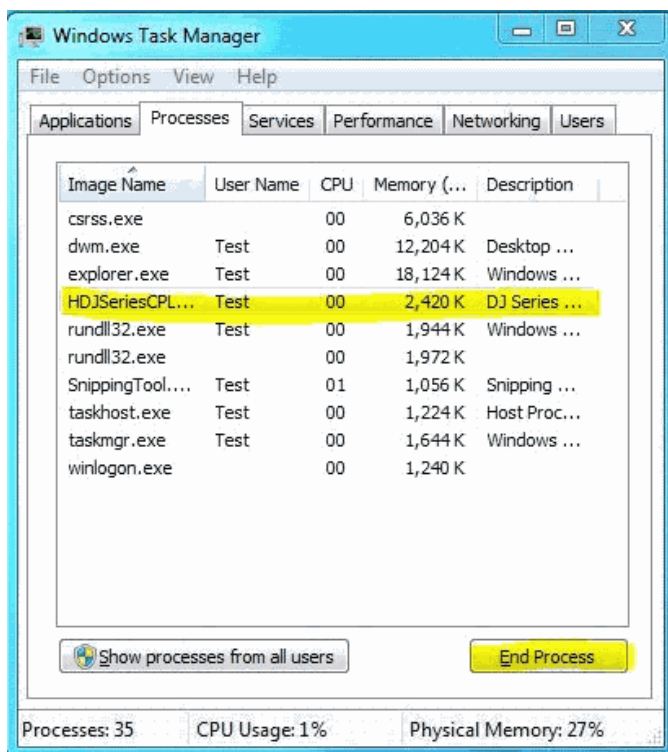 Windows Task Manager
File Options View Help
Applications Processes Services Performance Networking Users
Image Name User Name CPU Memory (... Description
csrss.exe 00 6,036 K
dwm.exe Test 00 12,204 K Desktop ...
explorer.exe Test 00 18,124 K Windows ...
HDJSeriesCPL... Test 00 2,420 K DJ Series ...
rundll32.exe Test 00 1,944 K Windows ...
rundll32.exe 00 1,972 K
SnippingTool.... Test 01 1,056 K Snipping ...
taskhost.exe Test 00 1,224 K Host Proc...
taskmgr.exe Test 00 1,644 K Windows ...
winlogon.exe 00 1,240 K
Show processes from all users End Process
Processes: 35 CPU Usage: 1% Physical Memory: 27%